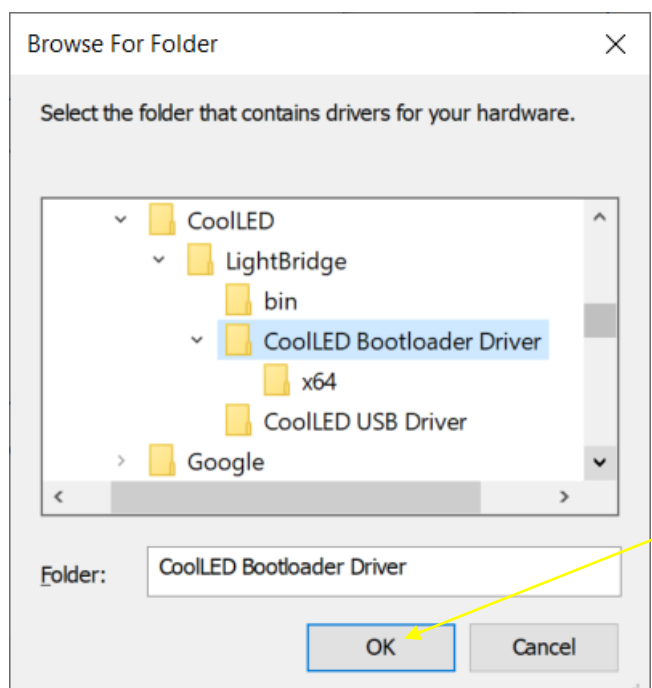 Browse For Folder
Select the folder that contains drivers for your hardware.
CoolLED
LightBridge
bin
CoolLED Bootloader Driver
x64
CoolLED USB Driver
Google
Folder: CoolLED Bootloader Driver
OK Cancel